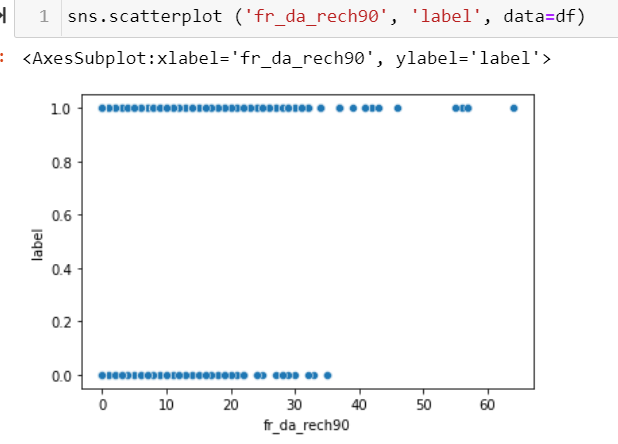 1 sns.scatterplot ('fr_da_rech90', 'label', data=df)
: <AxesSubplot:xlabel='fr_da_rech90', ylabel='label'>
1.0
0.8
0.6
label
0.4
0.2
0.0
0 10 20 30 40 50 60
fr_da_rech90